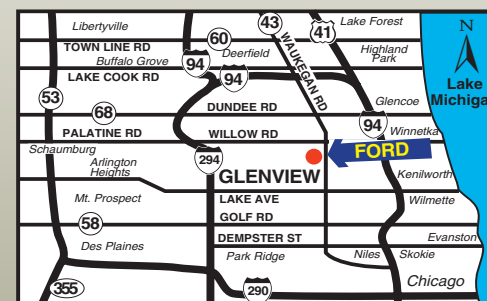 Libertyville
60
43
41
Lake Forest
N
TOWN LINE RD
WAUKEGAN RD
Buffalo Grove
Deerfield
Highland
Park
94
LAKE COOK RD
94
Lake
Michiga
53
68
DUNDEE RD
Glencoe
94
PALATINE RD
WILLOW RD
Winnetka
Schaumburg
294
FORD
Arlington
Heights
GLENVIEW
Kenilworth
Mt. Prospect
LAKE AVE
Wilmette
58
GOLF RD
Des Plaines
DEMPSTER ST
Evanston
Park Ridge
Niles
Skokie
355
290
Chicago